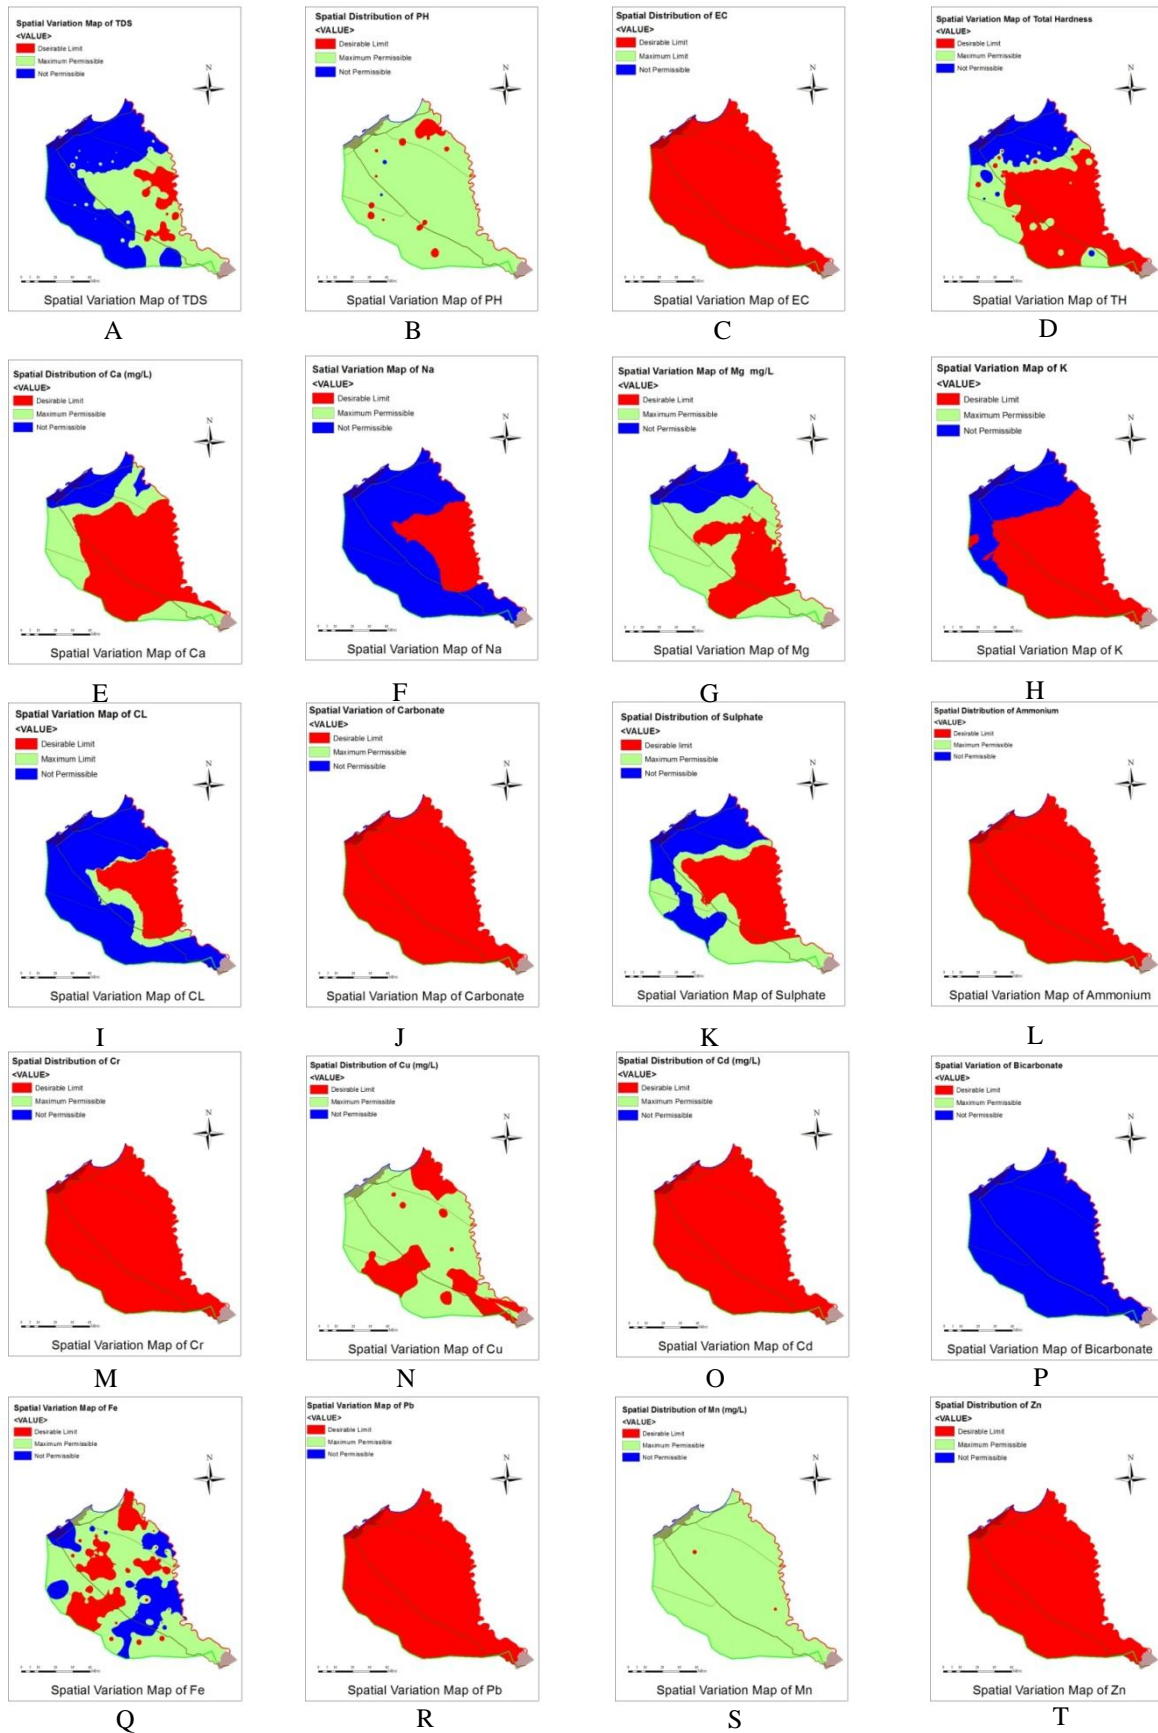 Spatial Variation Map of TDS
<VALUE>
Dseirable Limit
Maximum Permissible
Not Permissible
N
Spatial Variation Map of TDS
A
Spatial Distribution of PH
<VALUE>
Desirable Limit
Maximum Permissible
Not Permissible
N
Spatial Variation Map of PH
B
Spatial Distribution of EC
<VALUE>
Desirable Limit
Maximum Limit
Not Permissible
N
Spatial Variation Map of EC
C
Spatial Variation Map of Total Hardness
<VALUE>
Desirable Limit
Maximum Permissible
Not Permissible
N
Spatial Variation Map of TH
D
Spatial Distribution of Ca (mg/L)
<VALUE>
Desirable Limit
Maximum Permissible
Not Permissible
N
Spatial Variation Map of Ca
E
Satial Variation Map of Na
<VALUE>
Desirable Limit
Maximum Permissible
Not Permissible
N
Spatial Variation Map of Na
F
Spatial Variation Map of Mg mg/L
<VALUE>
Desirable Limit
Maximum Permissible
Not Permissible
N
Spatial Variation Map of Mg
G
Spatial Variation Map of K
<VALUE>
Desirable Limit
Maximum Permissible
Not Permissible
N
Spatial Variation Map of K
H
Spatial Variation Map of CL
<VALUE>
Desirable Limit
Maximum Limit
Not Permissible
N
Spatial Variation Map of CL
I
Spatial Variation of Carbonate
<VALUE>
Desirable Limit
Maximum Permissible
Not Permissible
N
Spatial Variation Map of Carbonate
J
Spatial Distribution of Sulphate
<VALUE>
Desirable limit
Maximum Permissible
Not Permissible
N
Spatial Variation Map of Sulphate
K
Spatial Distribution of Ammonium
<VALUE>
Desirable Limit
Maximum Permissible
Not Permissible
N
Spatial Variation Map of Ammonium
L
Spatial Distribution of Cr
<VALUE>
Desirable Limit
Maximum Permissible
Not Permissible
N
Spatial Variation Map of Cr
M
Spatial Distribution of Cu (mg/L)
<VALUE>
Desirable Limit
Maximum Permissible
Not Permissible
N
Spatial Variation Map of Cu
N
Spatial Distribution of Cd (mg/L)
<VALUE>
Desirable Limit
Maximum Permissible
Not Permissible
N
Spatial Variation Map of Cd
O
Spatial Variation of Bicarbonate
<VALUE>
Desirable Limit
Maximum Permissible
Not Permissible
N
Spatial Variation Map of Bicarbonate
P
Spatial Variation Map of Fe
<VALUE>
Desirable Limit
Maximum Permissible
Not Permissible
N
Spatial Variation Map of Fe
Q
Spatial Variation Map of Pb
<VALUE>
Desirable Limit
Maximum Permissible
Not Permissible
N
Spatial Variation Map of Pb
R
Spatial Distribution of Mn (mg/L)
<VALUE>
Desirable Limit
Maximum Permissible
Not Permissible
N
Spatial Variation Map of Mn
S
Spatial Distribution of Zn
<VALUE>
Desirable Limit
Maximum Permissible
Not Permissible
N
Spatial Variation Map of Zn
T